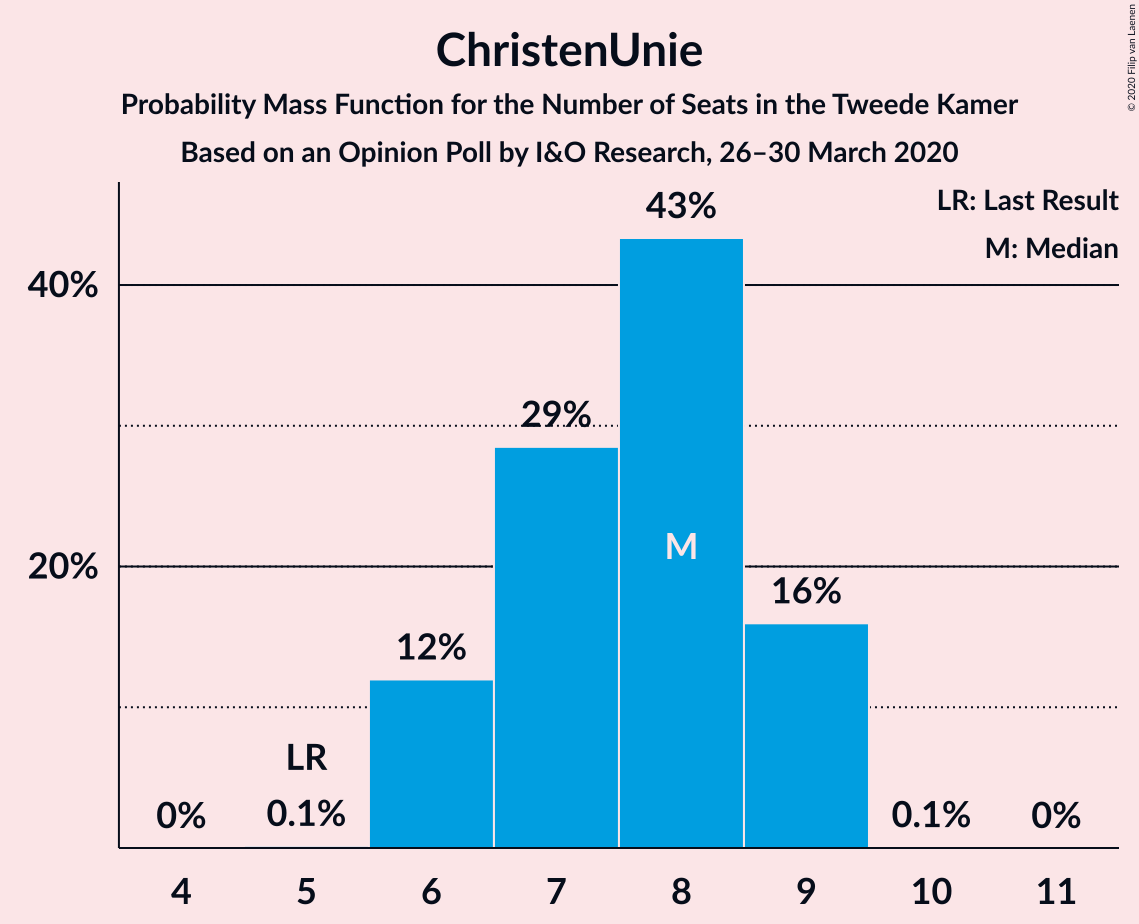 ChristenUnie
Probability Mass Function for the Number of Seats in the Tweede Kamer
Based on an Opinion Poll by I&O Research, 26–30 March 2020
© 2020 Filip van Laenen
LR: Last Result
M: Median
43%
40%
29%
M
20%
16%
12%
LR
0%
0.1%
0.1%
0%
4
5
6
7
8
9
10
11